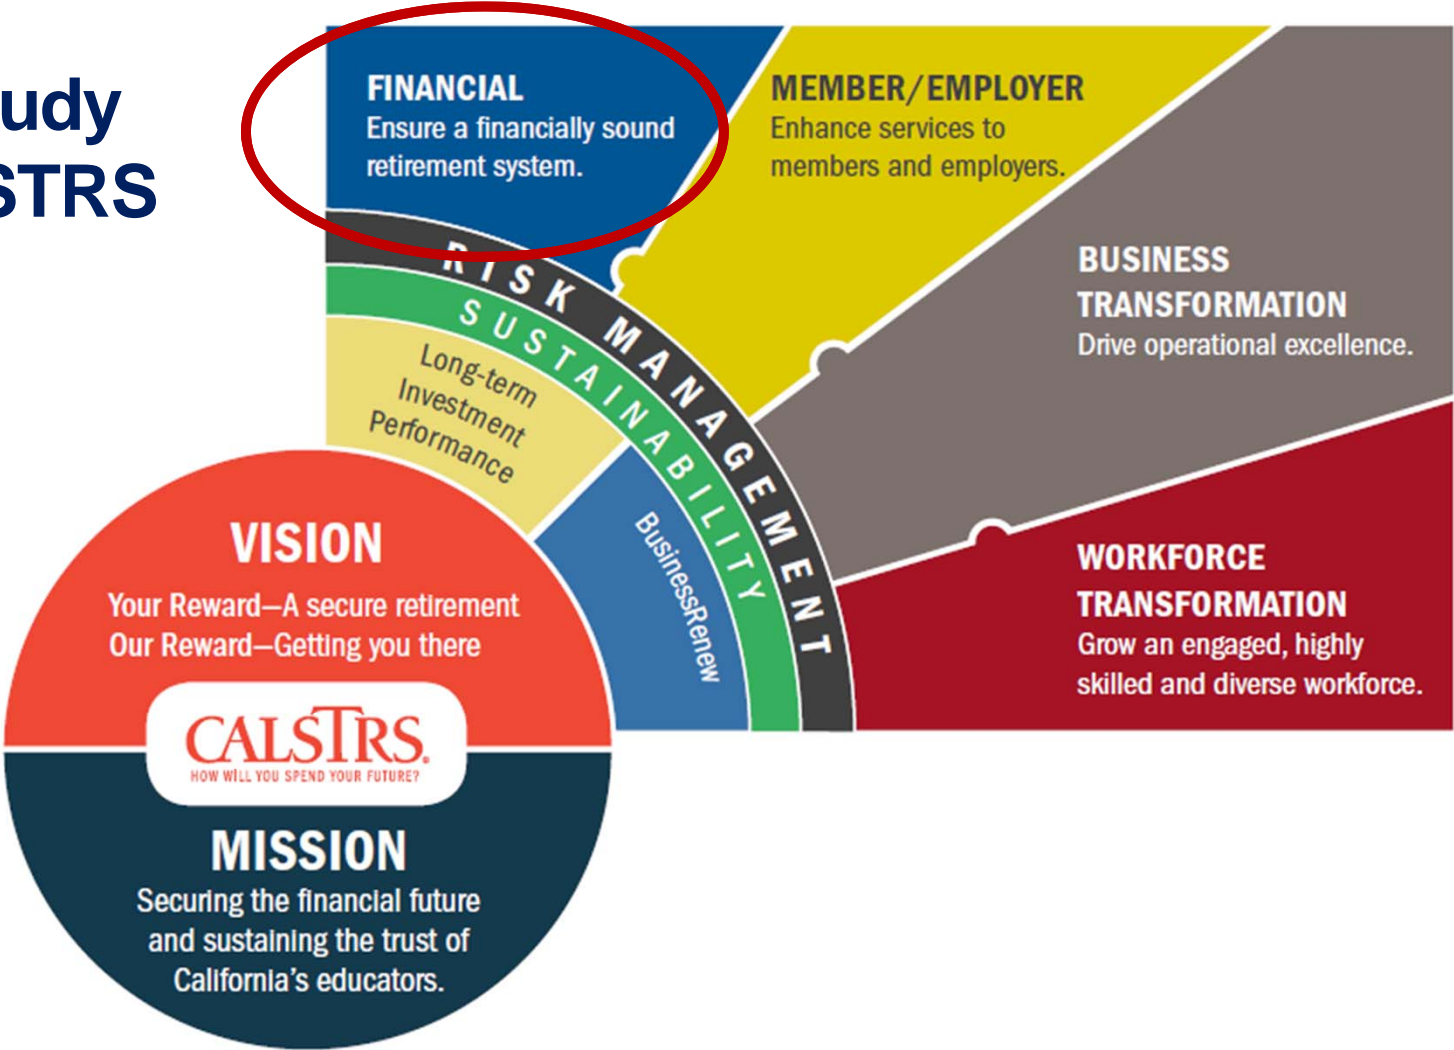 udy
STRS
FINANCIAL
Ensure a financially sound
retirement system.
MEMBER/EMPLOYER
Enhance services to
members and employers.
BUSINESS
TRANSFORMATION
Drive operational excellence.
WORKFORCE
TRANSFORMATION
Grow an engaged, highly
skilled and diverse workforce.
RISK MANAGEMENT
SUSTAINABILITY
Long-term
Investment
Performance
BusinessRenew
VISION
Your Reward—A secure retirement
Our Reward—Getting you there
CALSTRS.
HOW WILL YOU SPEND YOUR FUTURE?
MISSION
Securing the financial future
and sustaining the trust of
California's educators.